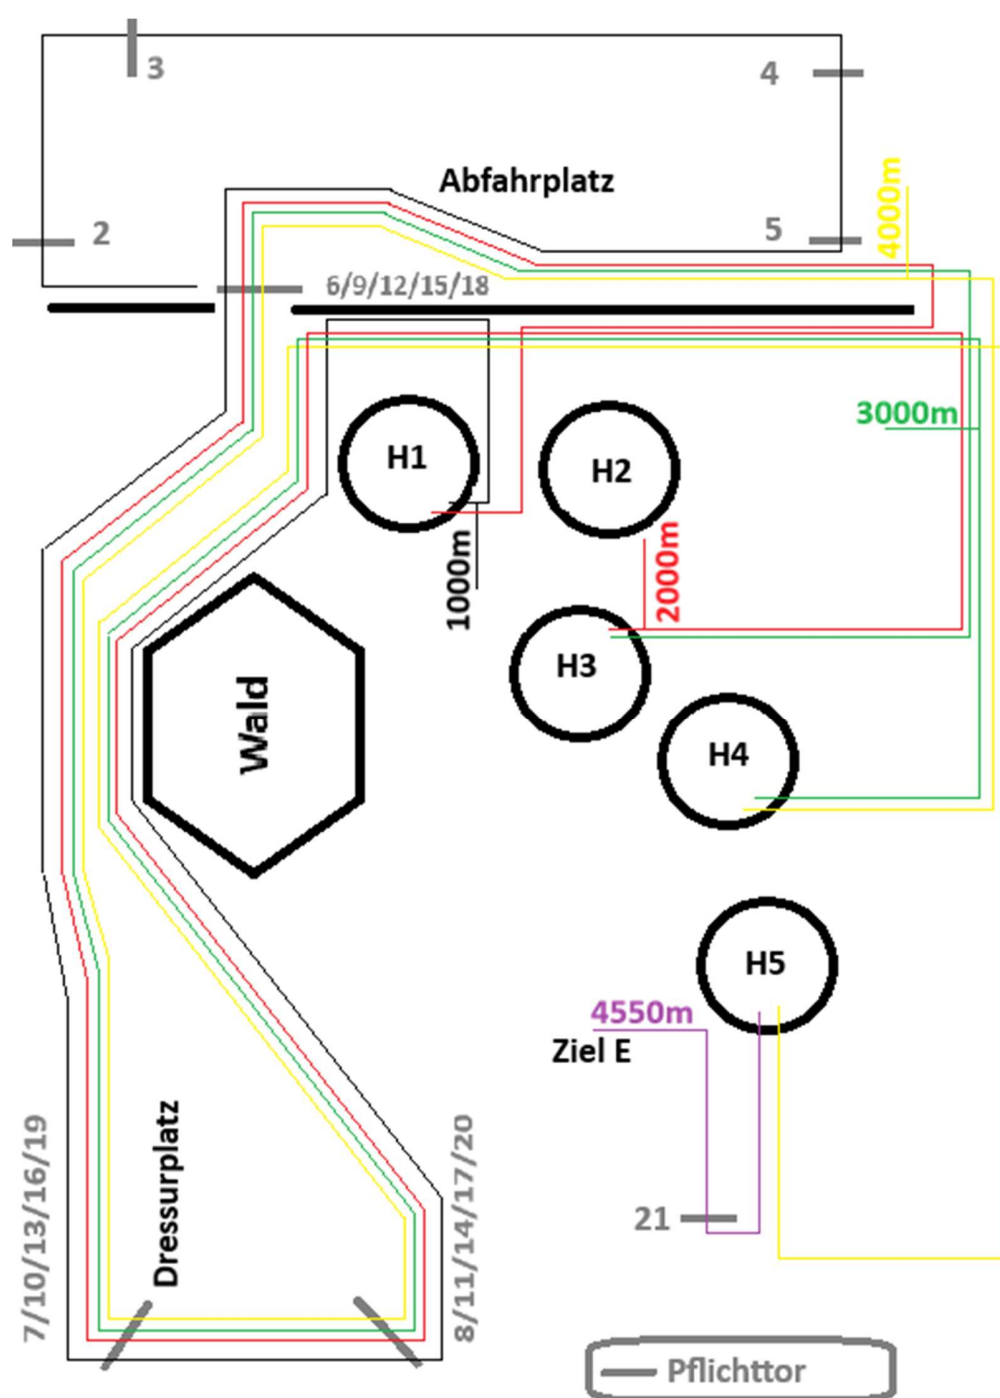 3
4
Abfahrplatz
4000m
2
5
6/9/12/15/18
3000m
H1
H2
1000m
2000m
H3
Wald
H4
H5
4550m
Ziel E
7/10/13/16/19
Dressurplatz
8/11/14/17/20
21
Pflichttor